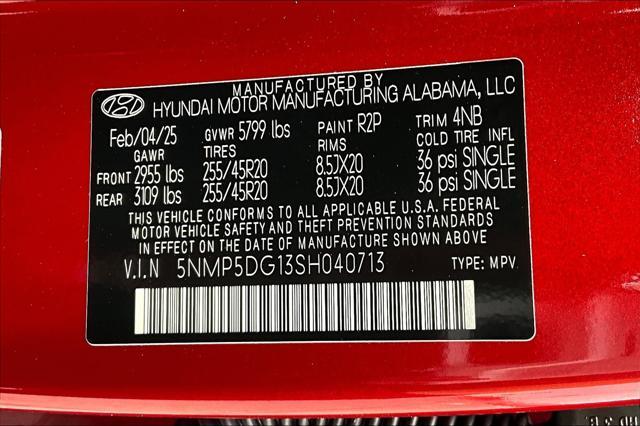 MANUFACTURED BY
HYUNDAI MOTOR MANUFACTURING ALABAMA, LLC
Feb/04/25 GVWR 5799 lbs PAINT R2P TRIM 4NB
GAWR TIRES RIMS COLD TIRE INFL
FRONT 2955 lbs 255/45R20 8.5JX20 36 psi SINGLE
REAR 3109 lbs 255/45R20 8.5JX20 36 psi SINGLE
THIS VEHICLE CONFORMS TO ALL APPLICABLE U.S.A. FEDERAL
MOTOR VEHICLE SAFETY AND THEFT PREVENTION STANDARDS
IN EFFECT ON THE DATE OF MANUFACTURE SHOWN ABOVE
V.I.N 5NMP5DG13SH040713 TYPE: MPV